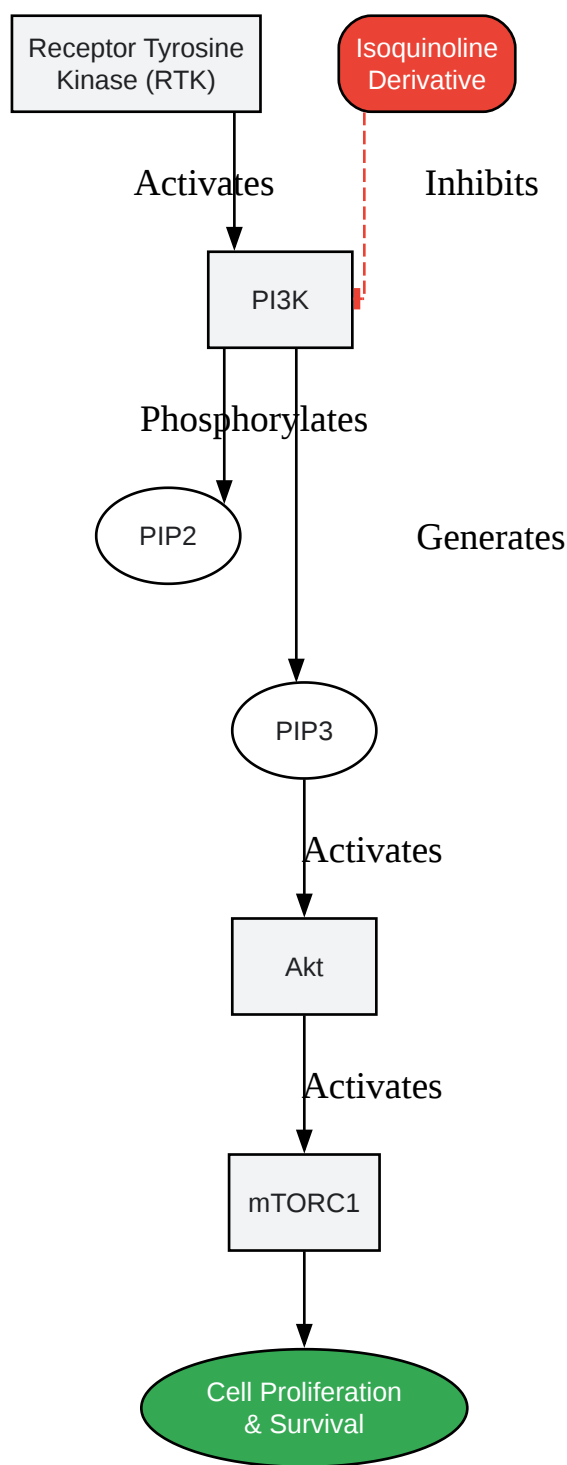 Receptor Tyrosine
Kinase (RTK)
Isoquinoline
Derivative
Activates
Inhibits
PI3K
Phosphorylates
PIP2
Generates
PIP3
Activates
Akt
Activates
mTORC1
Cell Proliferation
& Survival